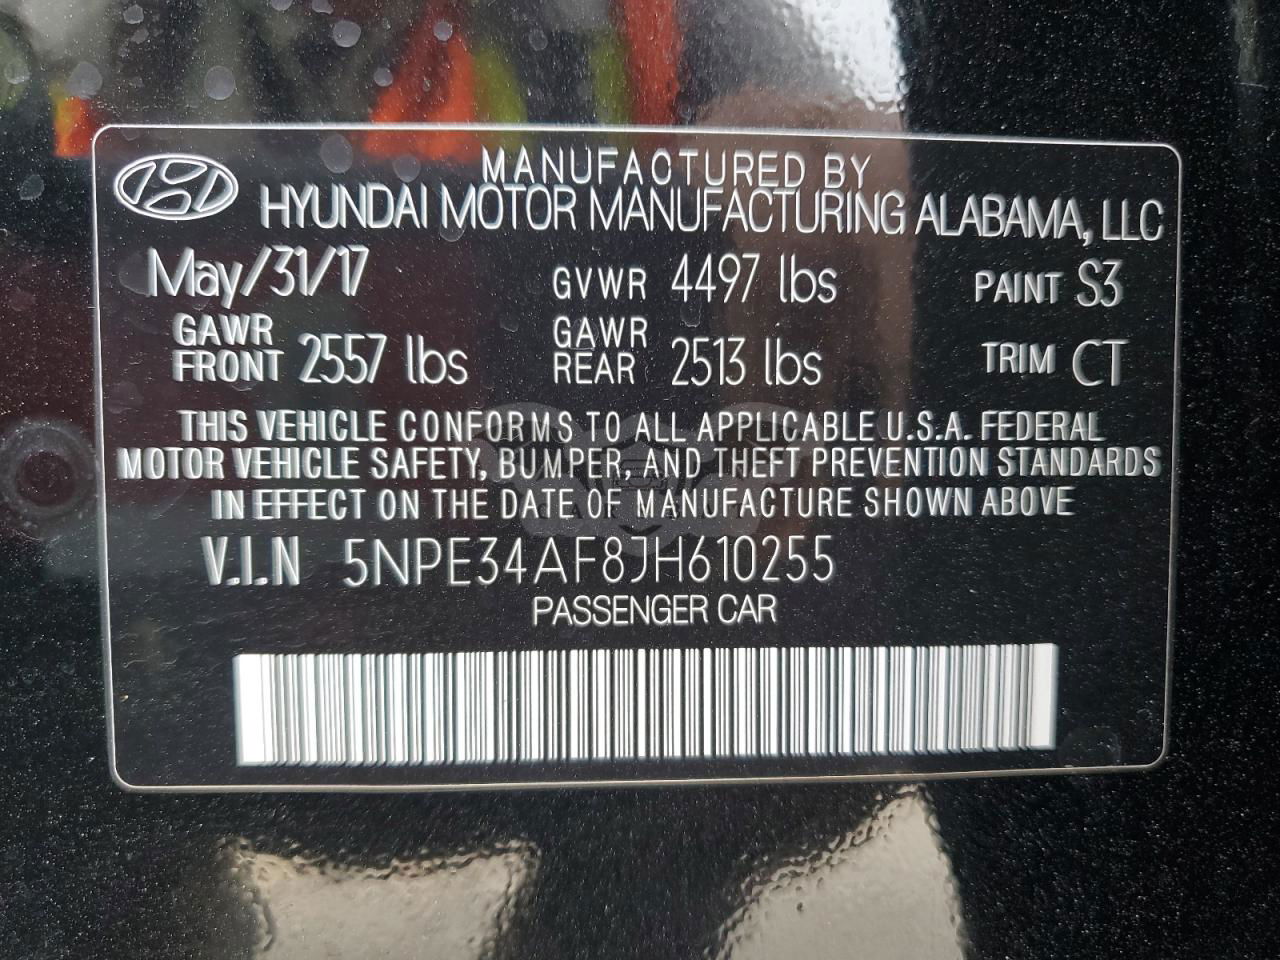 MANUFACTURED BY
HYUNDAI MOTOR MANUFACTURING ALABAMA, LLC
May/31/17 GVWR 4497 lbs PAINT S3
GAWR FRONT 2557 lbs GAWR REAR 2513 lbs TRIM CT
THIS VEHICLE CONFORMS TO ALL APPLICABLE U.S.A. FEDERAL
MOTOR VEHICLE SAFETY, BUMPER, AND THEFT PREVENTION STANDARDS
IN EFFECT ON THE DATE OF MANUFACTURE SHOWN ABOVE
V.I.N 5NPE34AF8JH610255
PASSENGER CAR